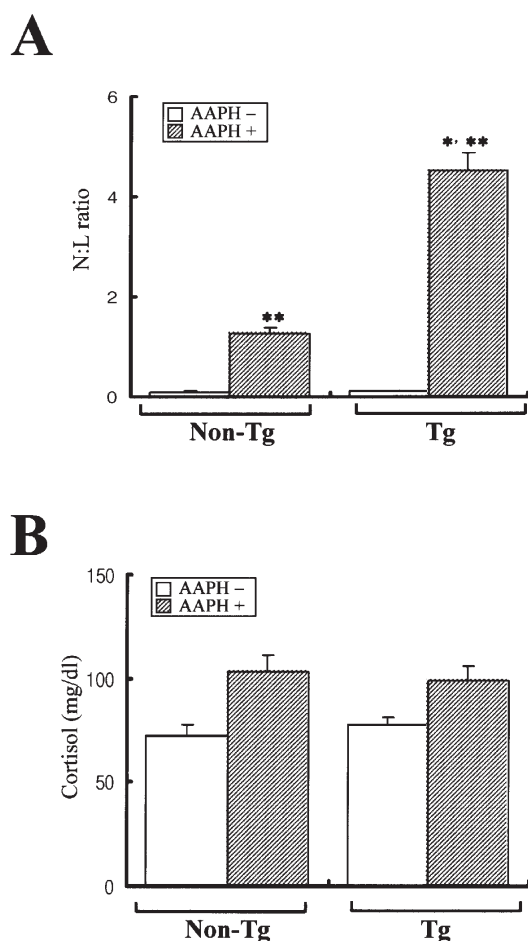 A
6
AAPH –
AAPH +
*, **
4
N:L ratio
2
**
0
Non-Tg
Tg
B
150
AAPH –
AAPH +
100
Cortisol (mg/dl)
50
0
Non-Tg
Tg